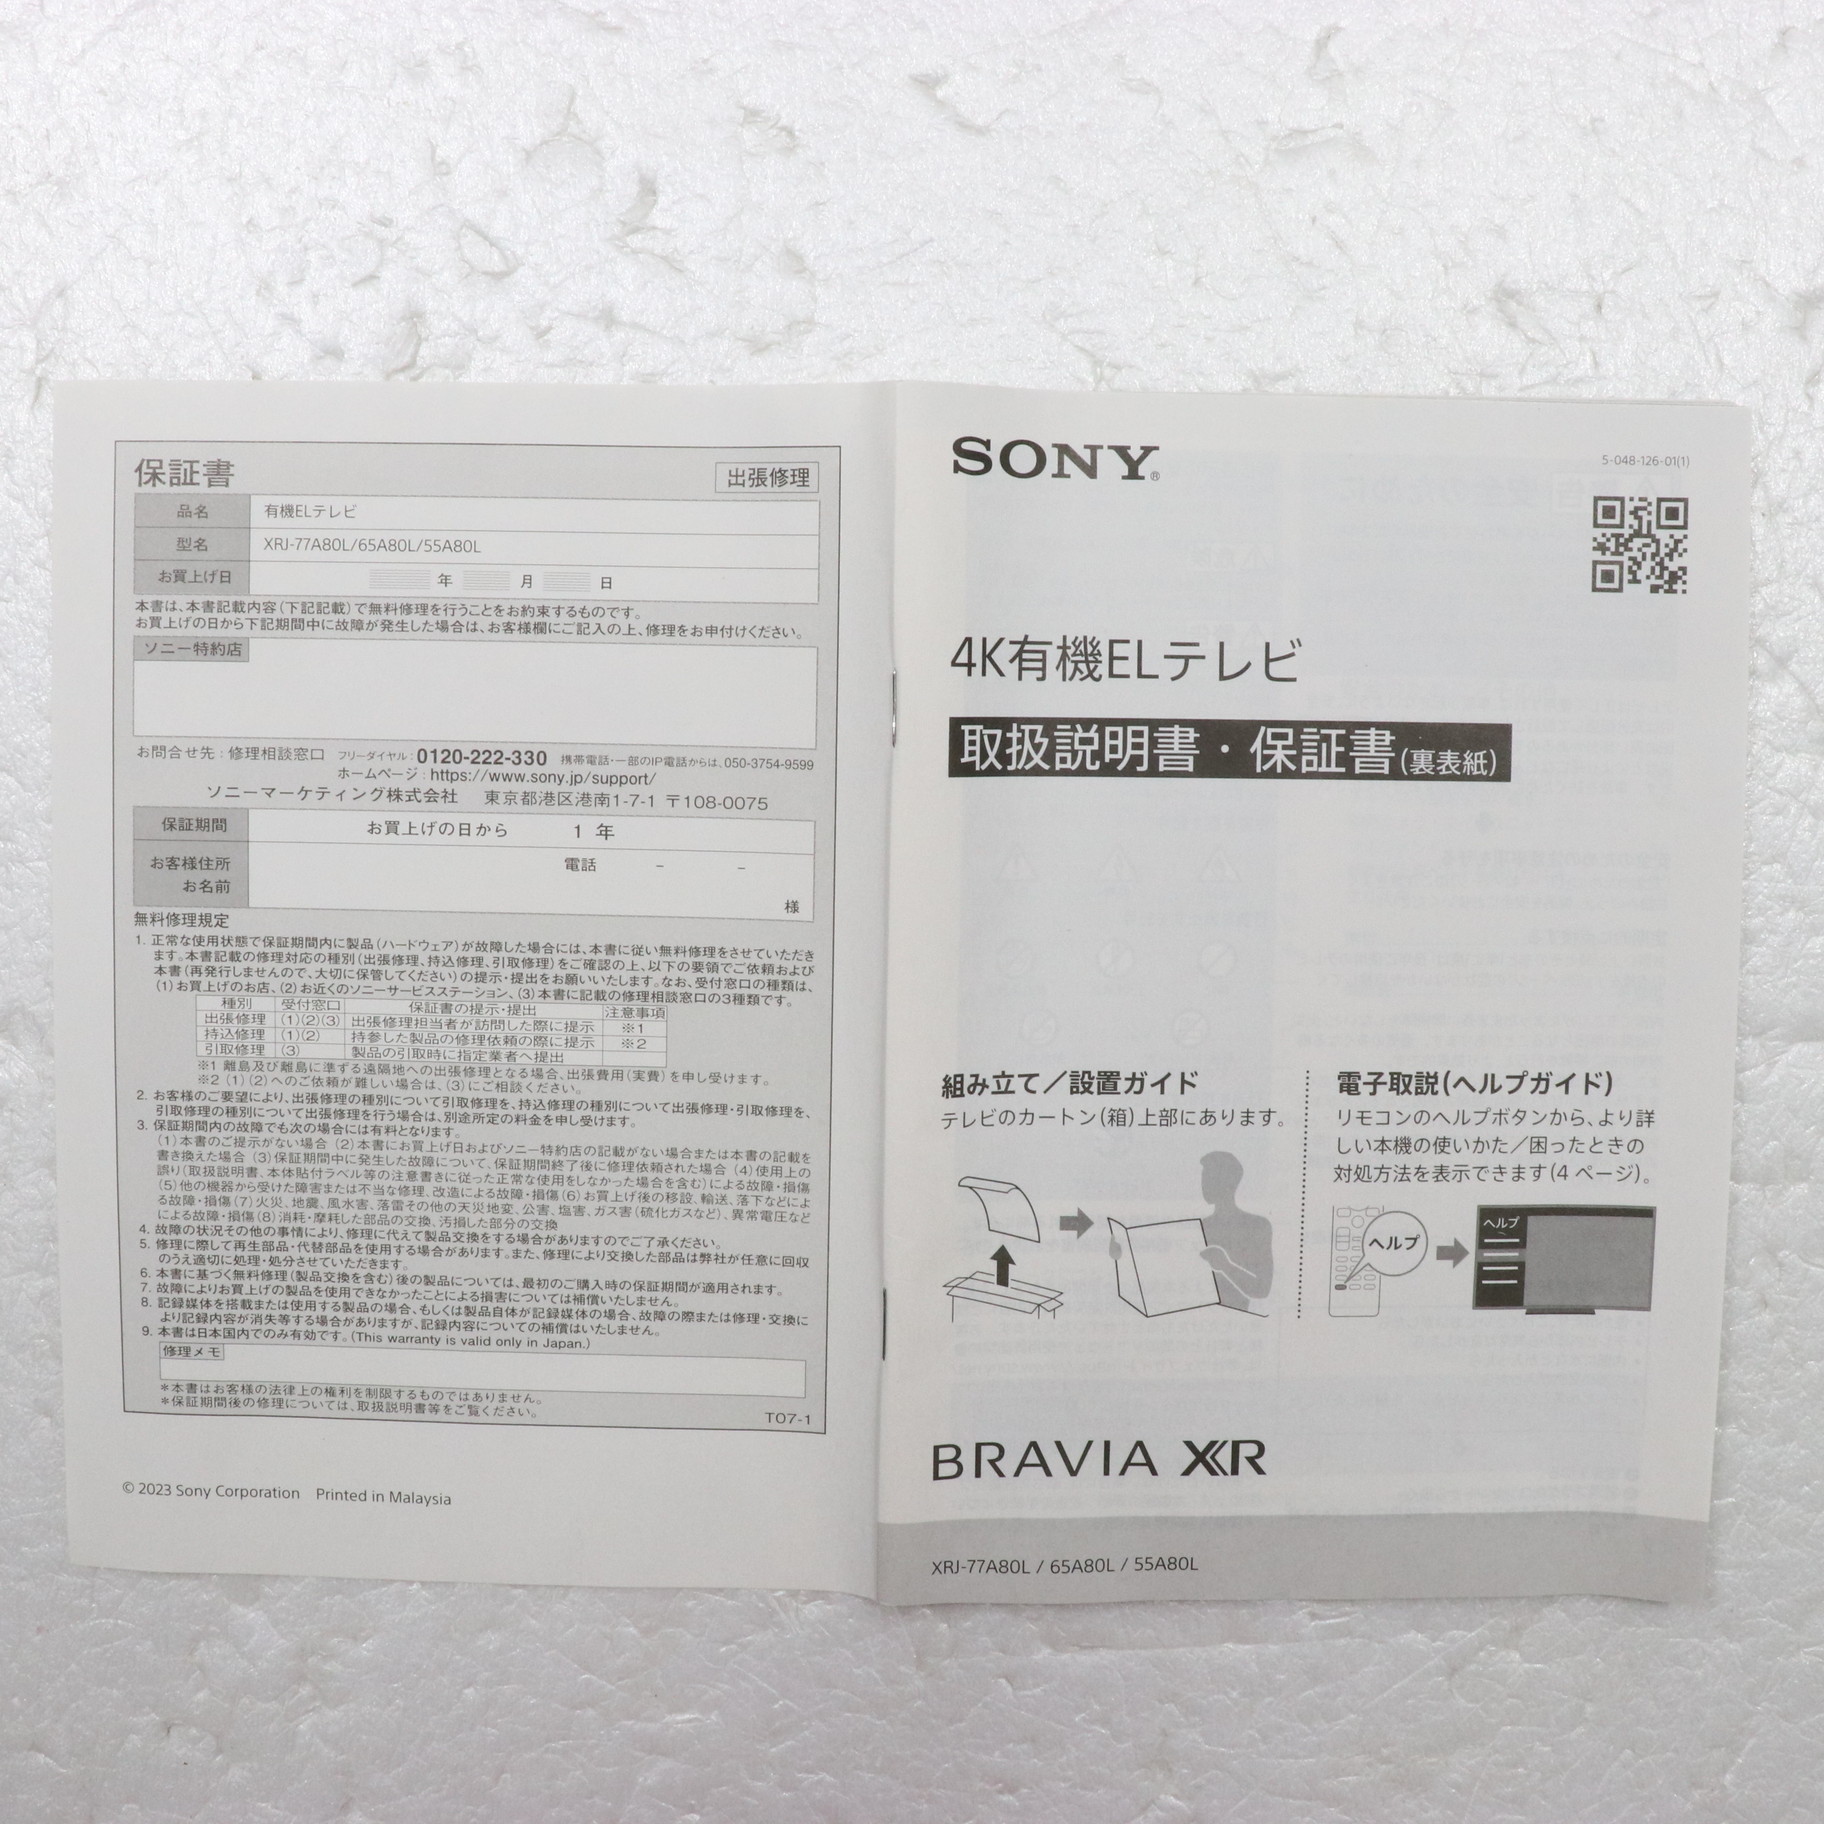 保証書
出張修理
品名 有機ELテレビ
型名 XRJ-77A80L/65A80L/55A80L
お買上げ日 年 月 日
本書は、本書記載内容(下記記載)で無料修理を行うことをお約束するものです。
お買上げの日から下記期間中に故障が発生した場合は、お客様欄にご記入の上、修理をお申付けください。
ソニー特約店
お問合せ先:修理相談窓口 フリーダイヤル:0120-222-330 携帯電話・一部のIP電話からは、050-3754-9599
ホームページ:https://www.sony.jp/support/
ソニーマーケティング株式会社 東京都港区港南1-7-1 〒108-0075
保証期間 お買上げの日から 1 年
お客様住所 電話 – –
お名前
様
無料修理規定
1. 正常な使用状態で保証期間内に製品(ハードウェア)が故障した場合には、本書に従い無料修理をさせていただき
ます。本書記載の修理対応の種別(出張修理、持込修理、引取修理)をご確認の上、以下の要領でご依頼および
本書(再発行しませんので、大切に保管してください)の提示・提出をお願いいたします。なお、受付窓口の種類は、
(1)お買上げのお店、(2)お近くのソニーサービスステーション、(3)本書に記載の修理相談窓口の3種類です。
種別 受付窓口 保証書の提示・提出 注意事項
出張修理 (1)(2)(3) 出張修理担当者が訪問した際に提示 ※1
持込修理 (1)(2) 持参した製品の修理依頼の際に提示 ※2
引取修理 (3) 製品の引取時に指定業者へ提出
※1 離島及び離島に準ずる遠隔地への出張修理となる場合、出張費用(実費)を申し受けます。
※2 (1)(2)へのご依頼が難しい場合は、(3)にご相談ください。
2. お客様のご要望により、出張修理の種別について引取修理を、持込修理の種別について出張修理・引取修理を、
引取修理の種別について出張修理を行う場合は、別途所定の料金を申し受けます。
3. 保証期間内の故障でも次の場合には有料となります。
(1)本書のご提示がない場合 (2)本書にお買上げ日およびソニー特約店の記載がない場合または本書の記載を
書き換えた場合 (3)保証期間中に発生した故障について、保証期間終了後に修理依頼された場合 (4)使用上の
誤り(取扱説明書、本体貼付ラベル等の注意書きに従った正常な使用をしなかった場合を含む)による故障・損傷
(5)他の機器から受けた障害または不当な修理、改造による故障・損傷(6)お買上げ後の移設、輸送、落下などによ
る故障・損傷(7)火災、地震、風水害、落雷その他の天災地変、公害、塩害、ガス害(硫化ガスなど)、異常電圧など
による故障・損傷(8)消耗・摩耗した部品の交換、汚損した部分の交換
4. 故障の状況その他の事情により、修理に代えて製品交換をする場合がありますのでご了承ください。
5. 修理に際して再生部品・代替部品を使用する場合があります。また、修理により交換した部品は弊社が任意に回収
のうえ適切に処理・処分させていただきます。
6. 本書に基づく無料修理(製品交換を含む)後の製品については、最初のご購入時の保証期間が適用されます。
7. 故障によりお買上げの製品を使用できなかったことによる損害については補償いたしません。
8. 記録媒体を搭載または使用する製品の場合、もしくは製品自体が記録媒体の場合、故障の際または修理・交換に
より記録内容が消失等する場合がありますが、記録内容についての補償はいたしません。
9. 本書は日本国内でのみ有効です。(This warranty is valid only in Japan.)
修理メモ
*本書はお客様の法律上の権利を制限するものではありません。
*保証期間後の修理については、取扱説明書等をご覧ください。
T07-1
© 2023 Sony Corporation Printed in Malaysia
SONY®
5-048-126-01(1)
4K有機ELテレビ
取扱説明書・保証書(裏表紙)
組み立て/設置ガイド
テレビのカートン(箱)上部にあります。
電子取説(ヘルプガイド)
リモコンのヘルプボタンから、より詳
しい本機の使いかた/困ったときの
対処方法を表示できます(4 ページ)。
ヘルプ
ヘルプ
BRAVIA XR
XRJ-77A80L / 65A80L / 55A80L